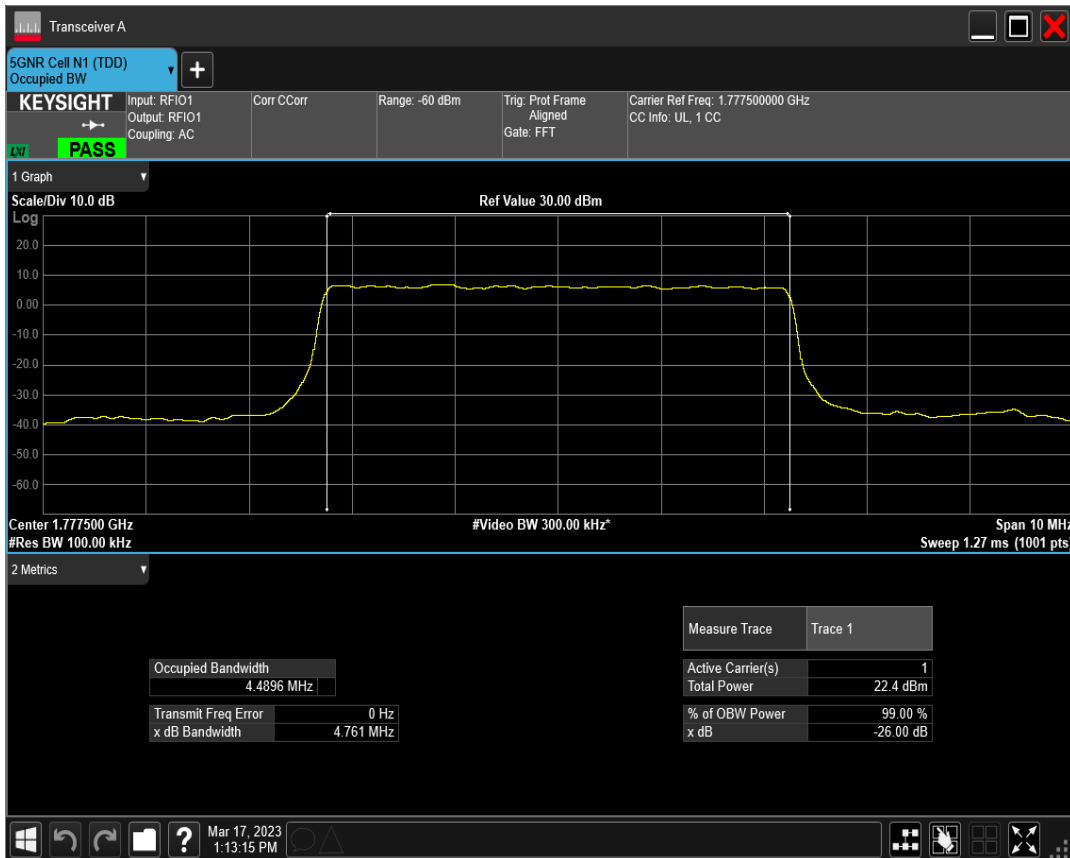 Transceiver A
5GNR Cell N1 (TDD)
Occupied BW
+
KEYSIGHT
LXI
PASS
Input: RFIO1
Output: RFIO1
Coupling: AC
Corr CCorr
Range: -60 dBm
Trig: Prot Frame
Aligned
Gate: FFT
Carrier Ref Freq: 1.777500000 GHz
CC Info: UL, 1 CC
1 Graph
Scale/Div 10.0 dB
Ref Value 30.00 dBm
Log
20.0
10.0
0.00
-10.0
-20.0
-30.0
-40.0
-50.0
-60.0
Center 1.777500 GHz
#Video BW 300.00 kHz*
Span 10 MHz
#Res BW 100.00 kHz
Sweep 1.27 ms (1001 pts)
2 Metrics
Measure Trace Trace 1
Occupied Bandwidth
4.4896 MHz
Active Carrier(s) 1
Total Power 22.4 dBm
Transmit Freq Error 0 Hz
x dB Bandwidth 4.761 MHz
% of OBW Power 99.00 %
x dB -26.00 dB
?
Mar 17, 2023
1:13:15 PM